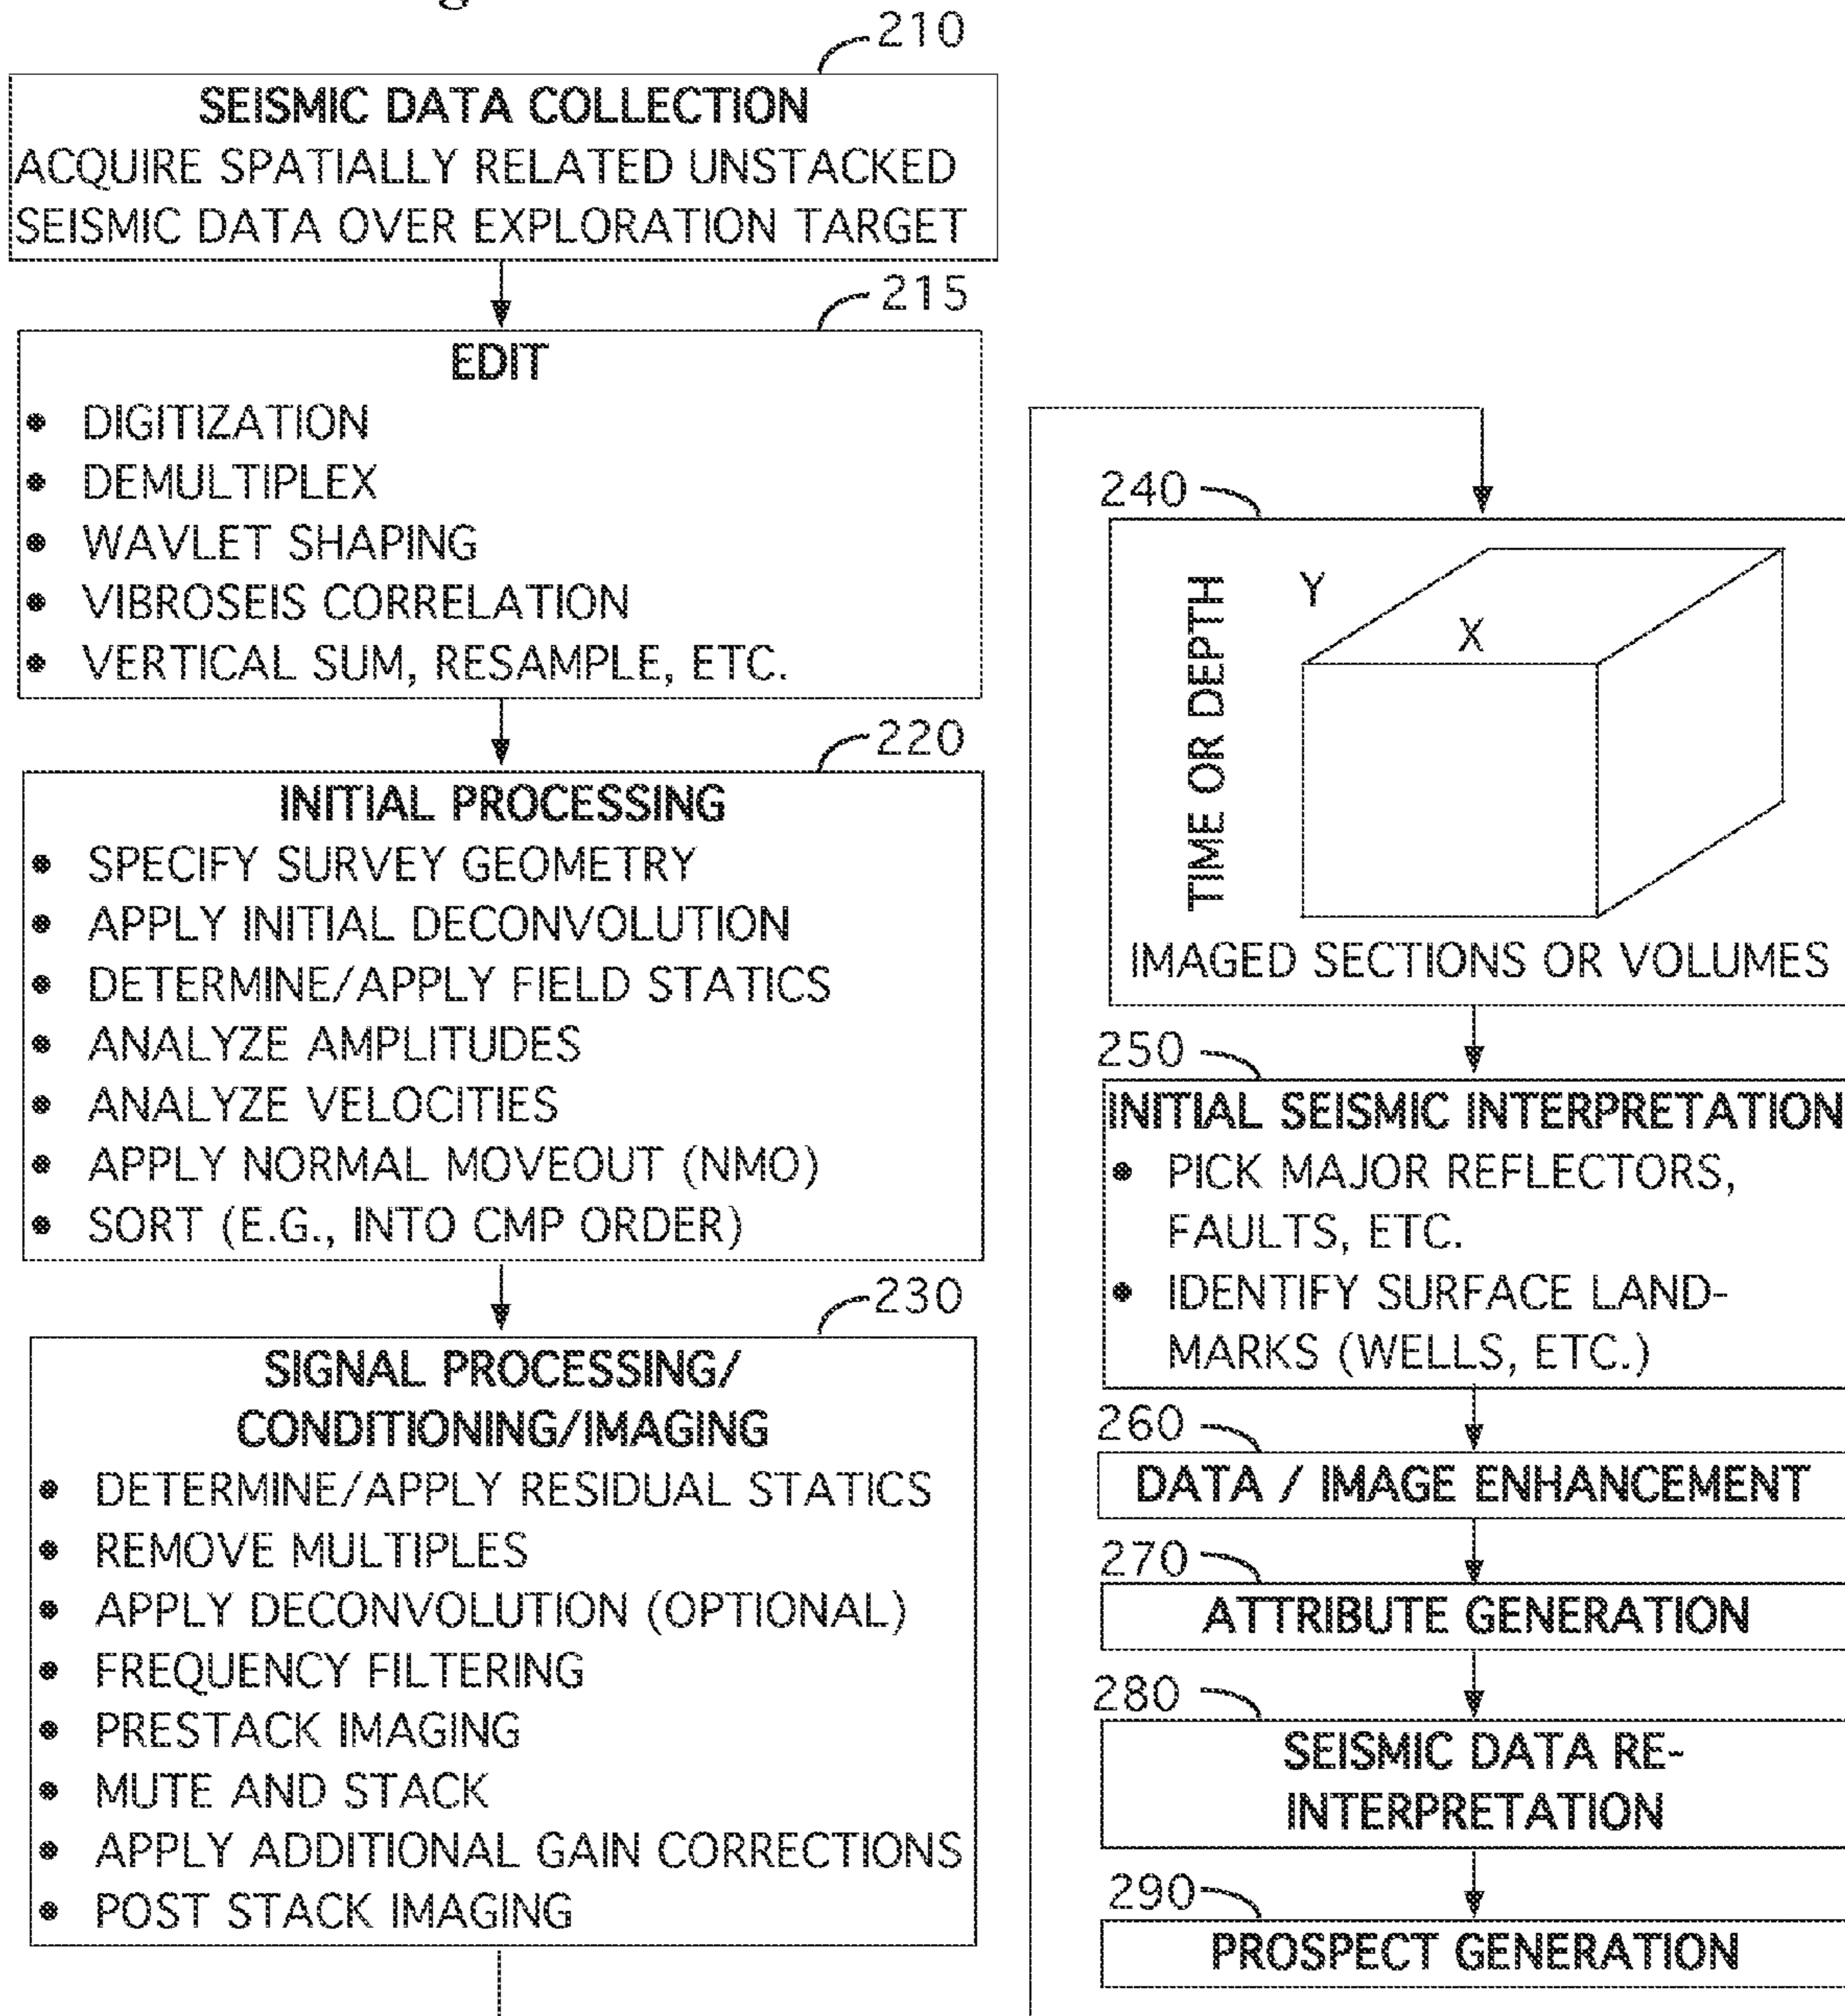 210
SEISMIC DATA COLLECTION
ACQUIRE SPATIALLY RELATED UNSTACKED
SEISMIC DATA OVER EXPLORATION TARGET
215
EDIT
• DIGITIZATION
• DEMULTIPLEX
• WAVLET SHAPING
• VIBROSEIS CORRELATION
• VERTICAL SUM, RESAMPLE, ETC.
220
INITIAL PROCESSING
• SPECIFY SURVEY GEOMETRY
• APPLY INITIAL DECONVOLUTION
• DETERMINE/APPLY FIELD STATICS
• ANALYZE AMPLITUDES
• ANALYZE VELOCITIES
• APPLY NORMAL MOVEOUT (NMO)
• SORT (E.G., INTO CMP ORDER)
230
SIGNAL PROCESSING/
CONDITIONING/IMAGING
• DETERMINE/APPLY RESIDUAL STATICS
• REMOVE MULTIPLES
• APPLY DECONVOLUTION (OPTIONAL)
• FREQUENCY FILTERING
• PRESTACK IMAGING
• MUTE AND STACK
• APPLY ADDITIONAL GAIN CORRECTIONS
• POST STACK IMAGING
240
TIME OR DEPTH
Y
X
IMAGED SECTIONS OR VOLUMES
250
INITIAL SEISMIC INTERPRETATION
• PICK MAJOR REFLECTORS,
FAULTS, ETC.
• IDENTIFY SURFACE LAND-
MARKS (WELLS, ETC.)
260
DATA / IMAGE ENHANCEMENT
270
ATTRIBUTE GENERATION
280
SEISMIC DATA RE-
INTERPRETATION
290
PROSPECT GENERATION